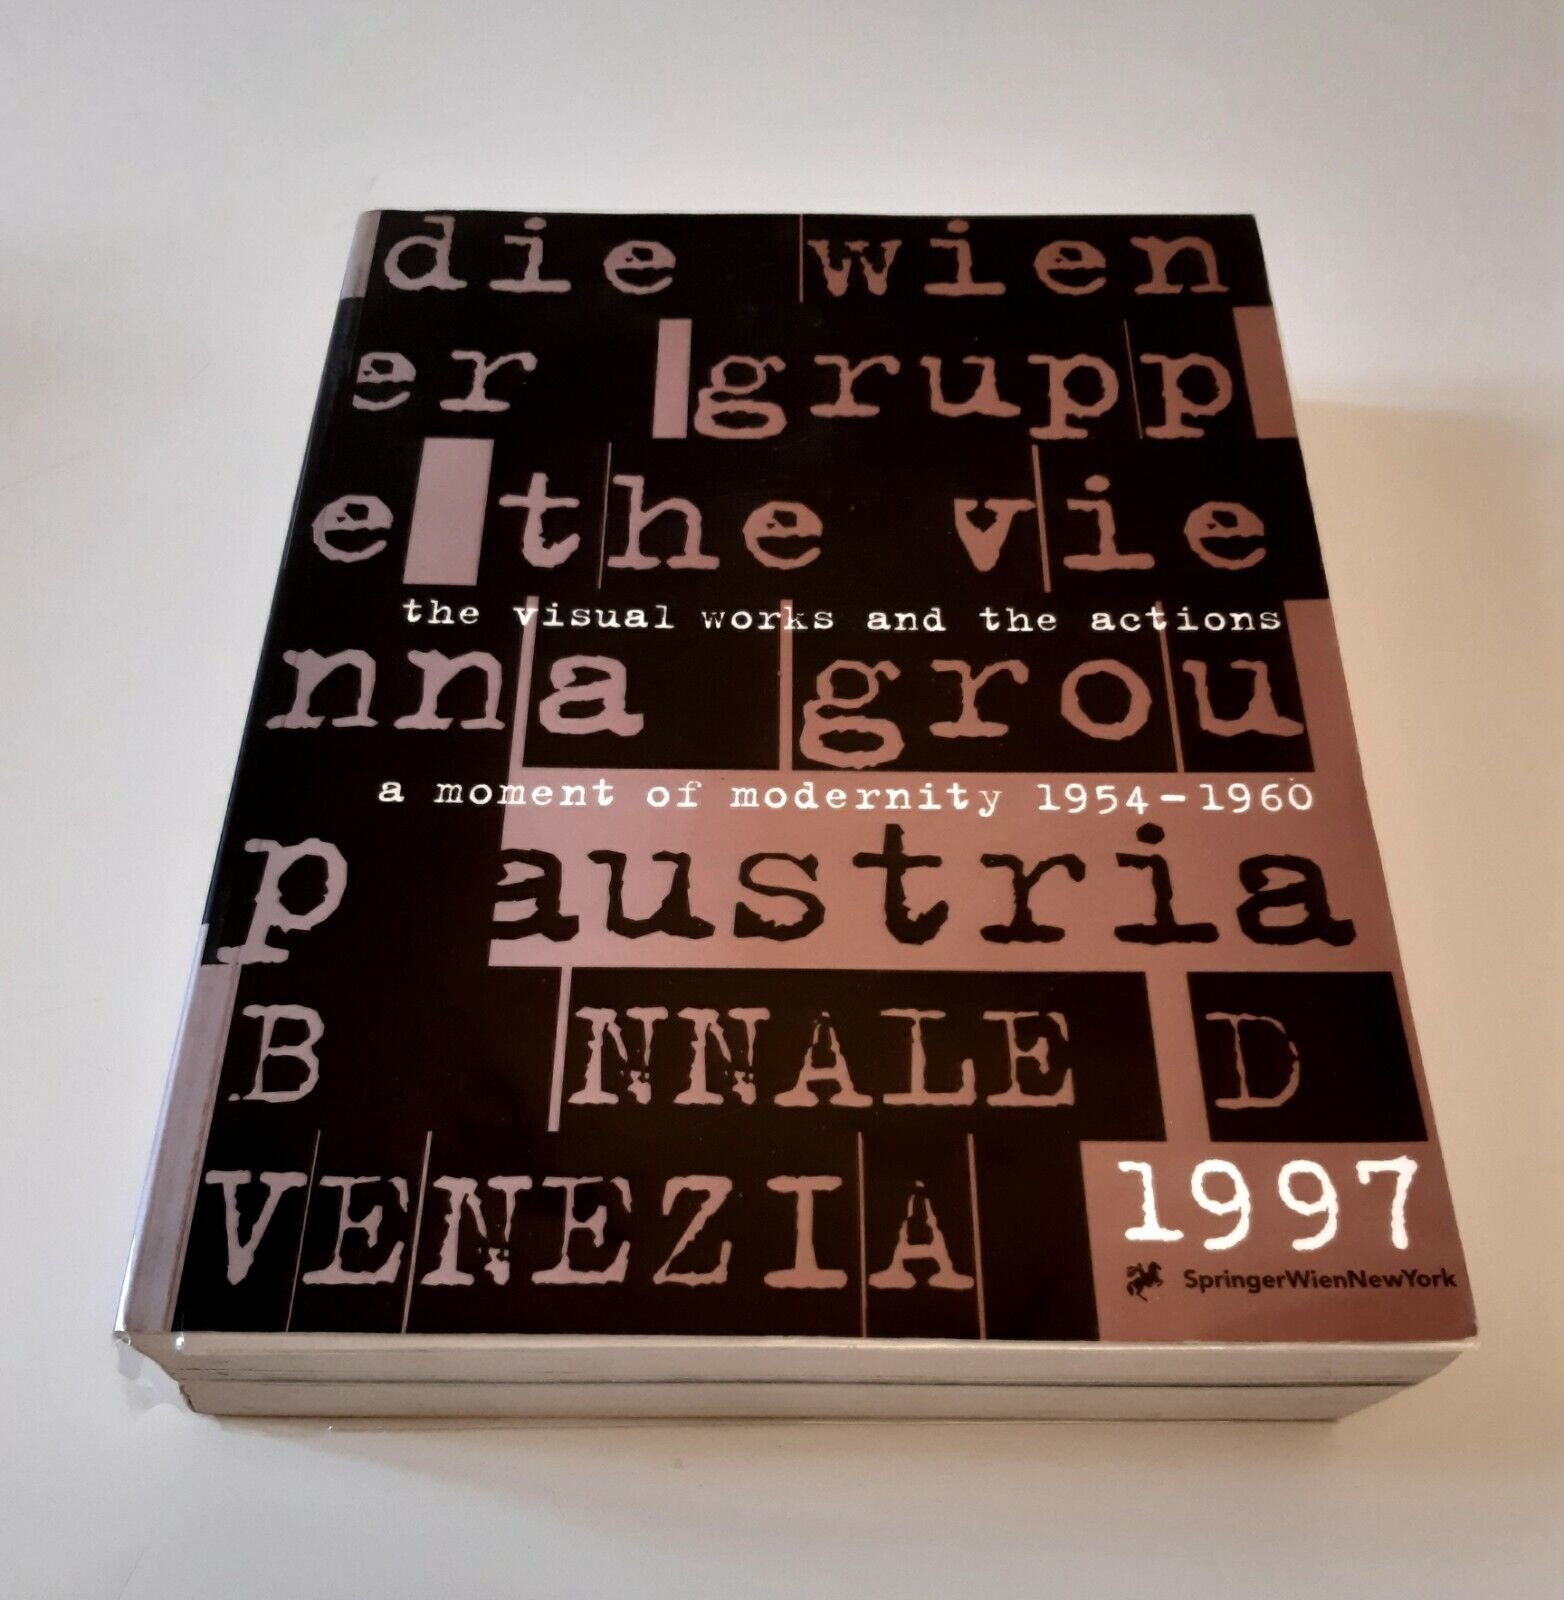 die wien
er grupp
e the vie
the visual works and the actions
nna grou
a moment of modernity 1954-1960
p austria
B NNALE D
VENEZIA 1997
SpringerWienNewYork